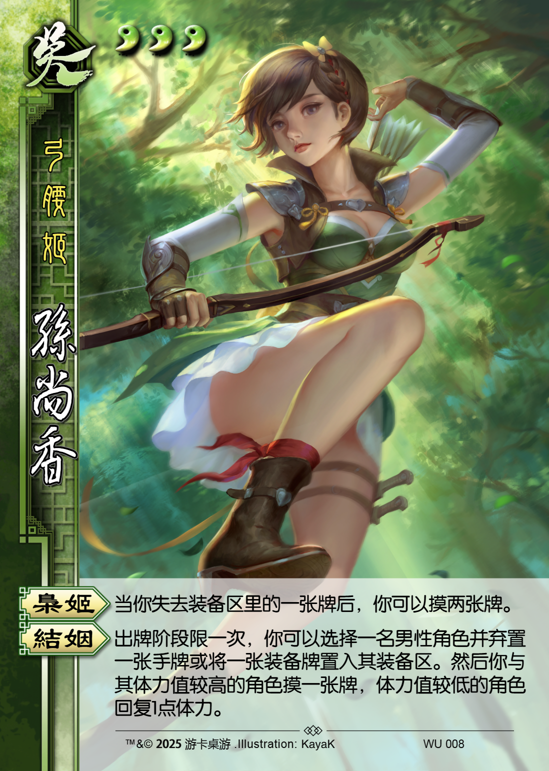 吴
弓腰姬
孫尚香
梟姬
当你失去装备区里的一张牌后，你可以摸两张牌。
結姻
出牌阶段限一次，你可以选择一名男性角色并弃置
一张手牌或将一张装备牌置入其装备区。然后你与
其体力值较高的角色摸一张牌，体力值较低的角色
回复1点体力。
™&© 2025 游卡桌游 .Illustration: KayaK
WU 008